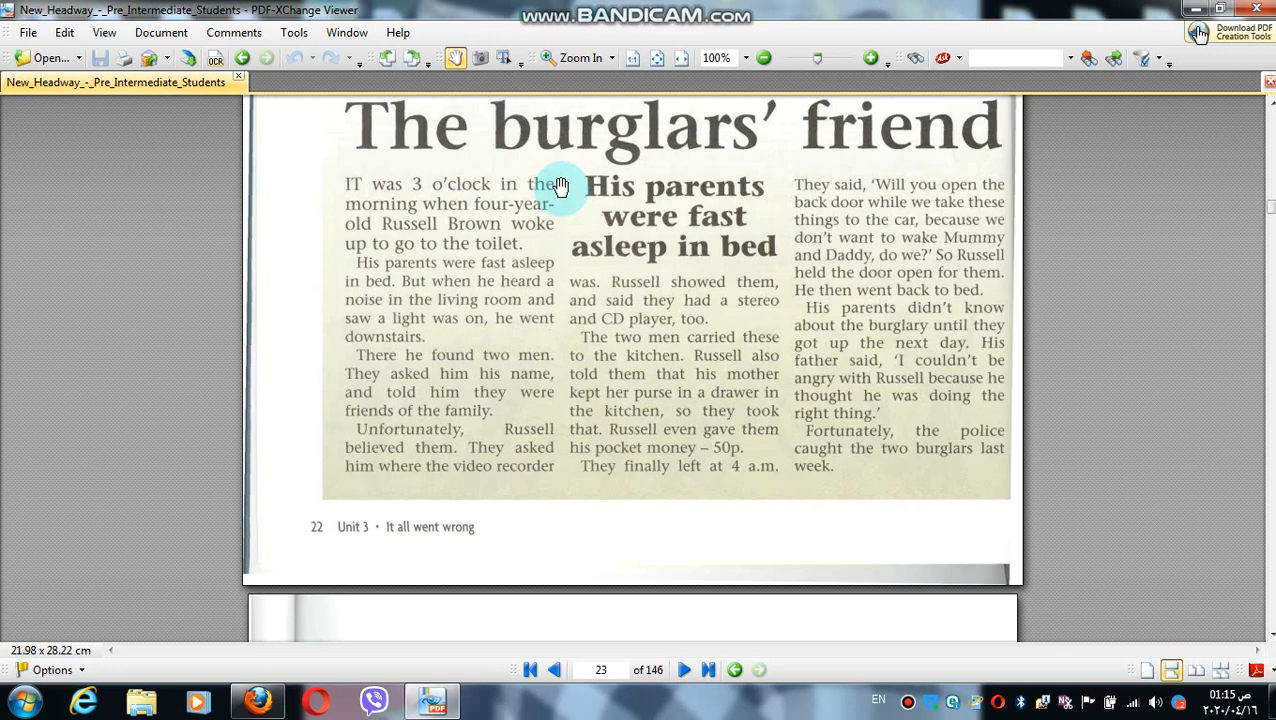 New_Headway_-_Pre_Intermediate_Students - PDF-XChange Viewer
www.BANDICAM.com
File Edit View Document Comments Tools Window Help
Download PDF
Creation Tools
Open...
OCR
Zoom In
100%
New_Headway_-_Pre_Intermediate_Students
The burglars' friend
IT was 3 o'clock in the
morning when four-year-
old Russell Brown woke
up to go to the toilet.
His parents were fast asleep
in bed. But when he heard a
noise in the living room and
saw a light was on, he went
downstairs.
There he found two men.
They asked him his name,
and told him they were
friends of the family.
Unfortunately, Russell
believed them. They asked
him where the video recorder
His parents
were fast
asleep in bed
was. Russell showed them,
and said they had a stereo
and CD player, too.
The two men carried these
to the kitchen. Russell also
told them that his mother
kept her purse in a drawer in
the kitchen, so they took
that. Russell even gave them
his pocket money – 50p.
They finally left at 4 a.m.
They said, 'Will you open the
back door while we take these
things to the car, because we
don't want to wake Mummy
and Daddy, do we?' So Russell
held the door open for them.
He then went back to bed.
His parents didn't know
about the burglary until they
got up the next day. His
father said, 'I couldn't be
angry with Russell because he
thought he was doing the
right thing.'
Fortunately, the police
caught the two burglars last
week.
22 Unit 3 • It all went wrong
21.98 x 28.22 cm
Options
23 of 146
EN
01:15 ص
٢٠٢٠/٠٤/١٦